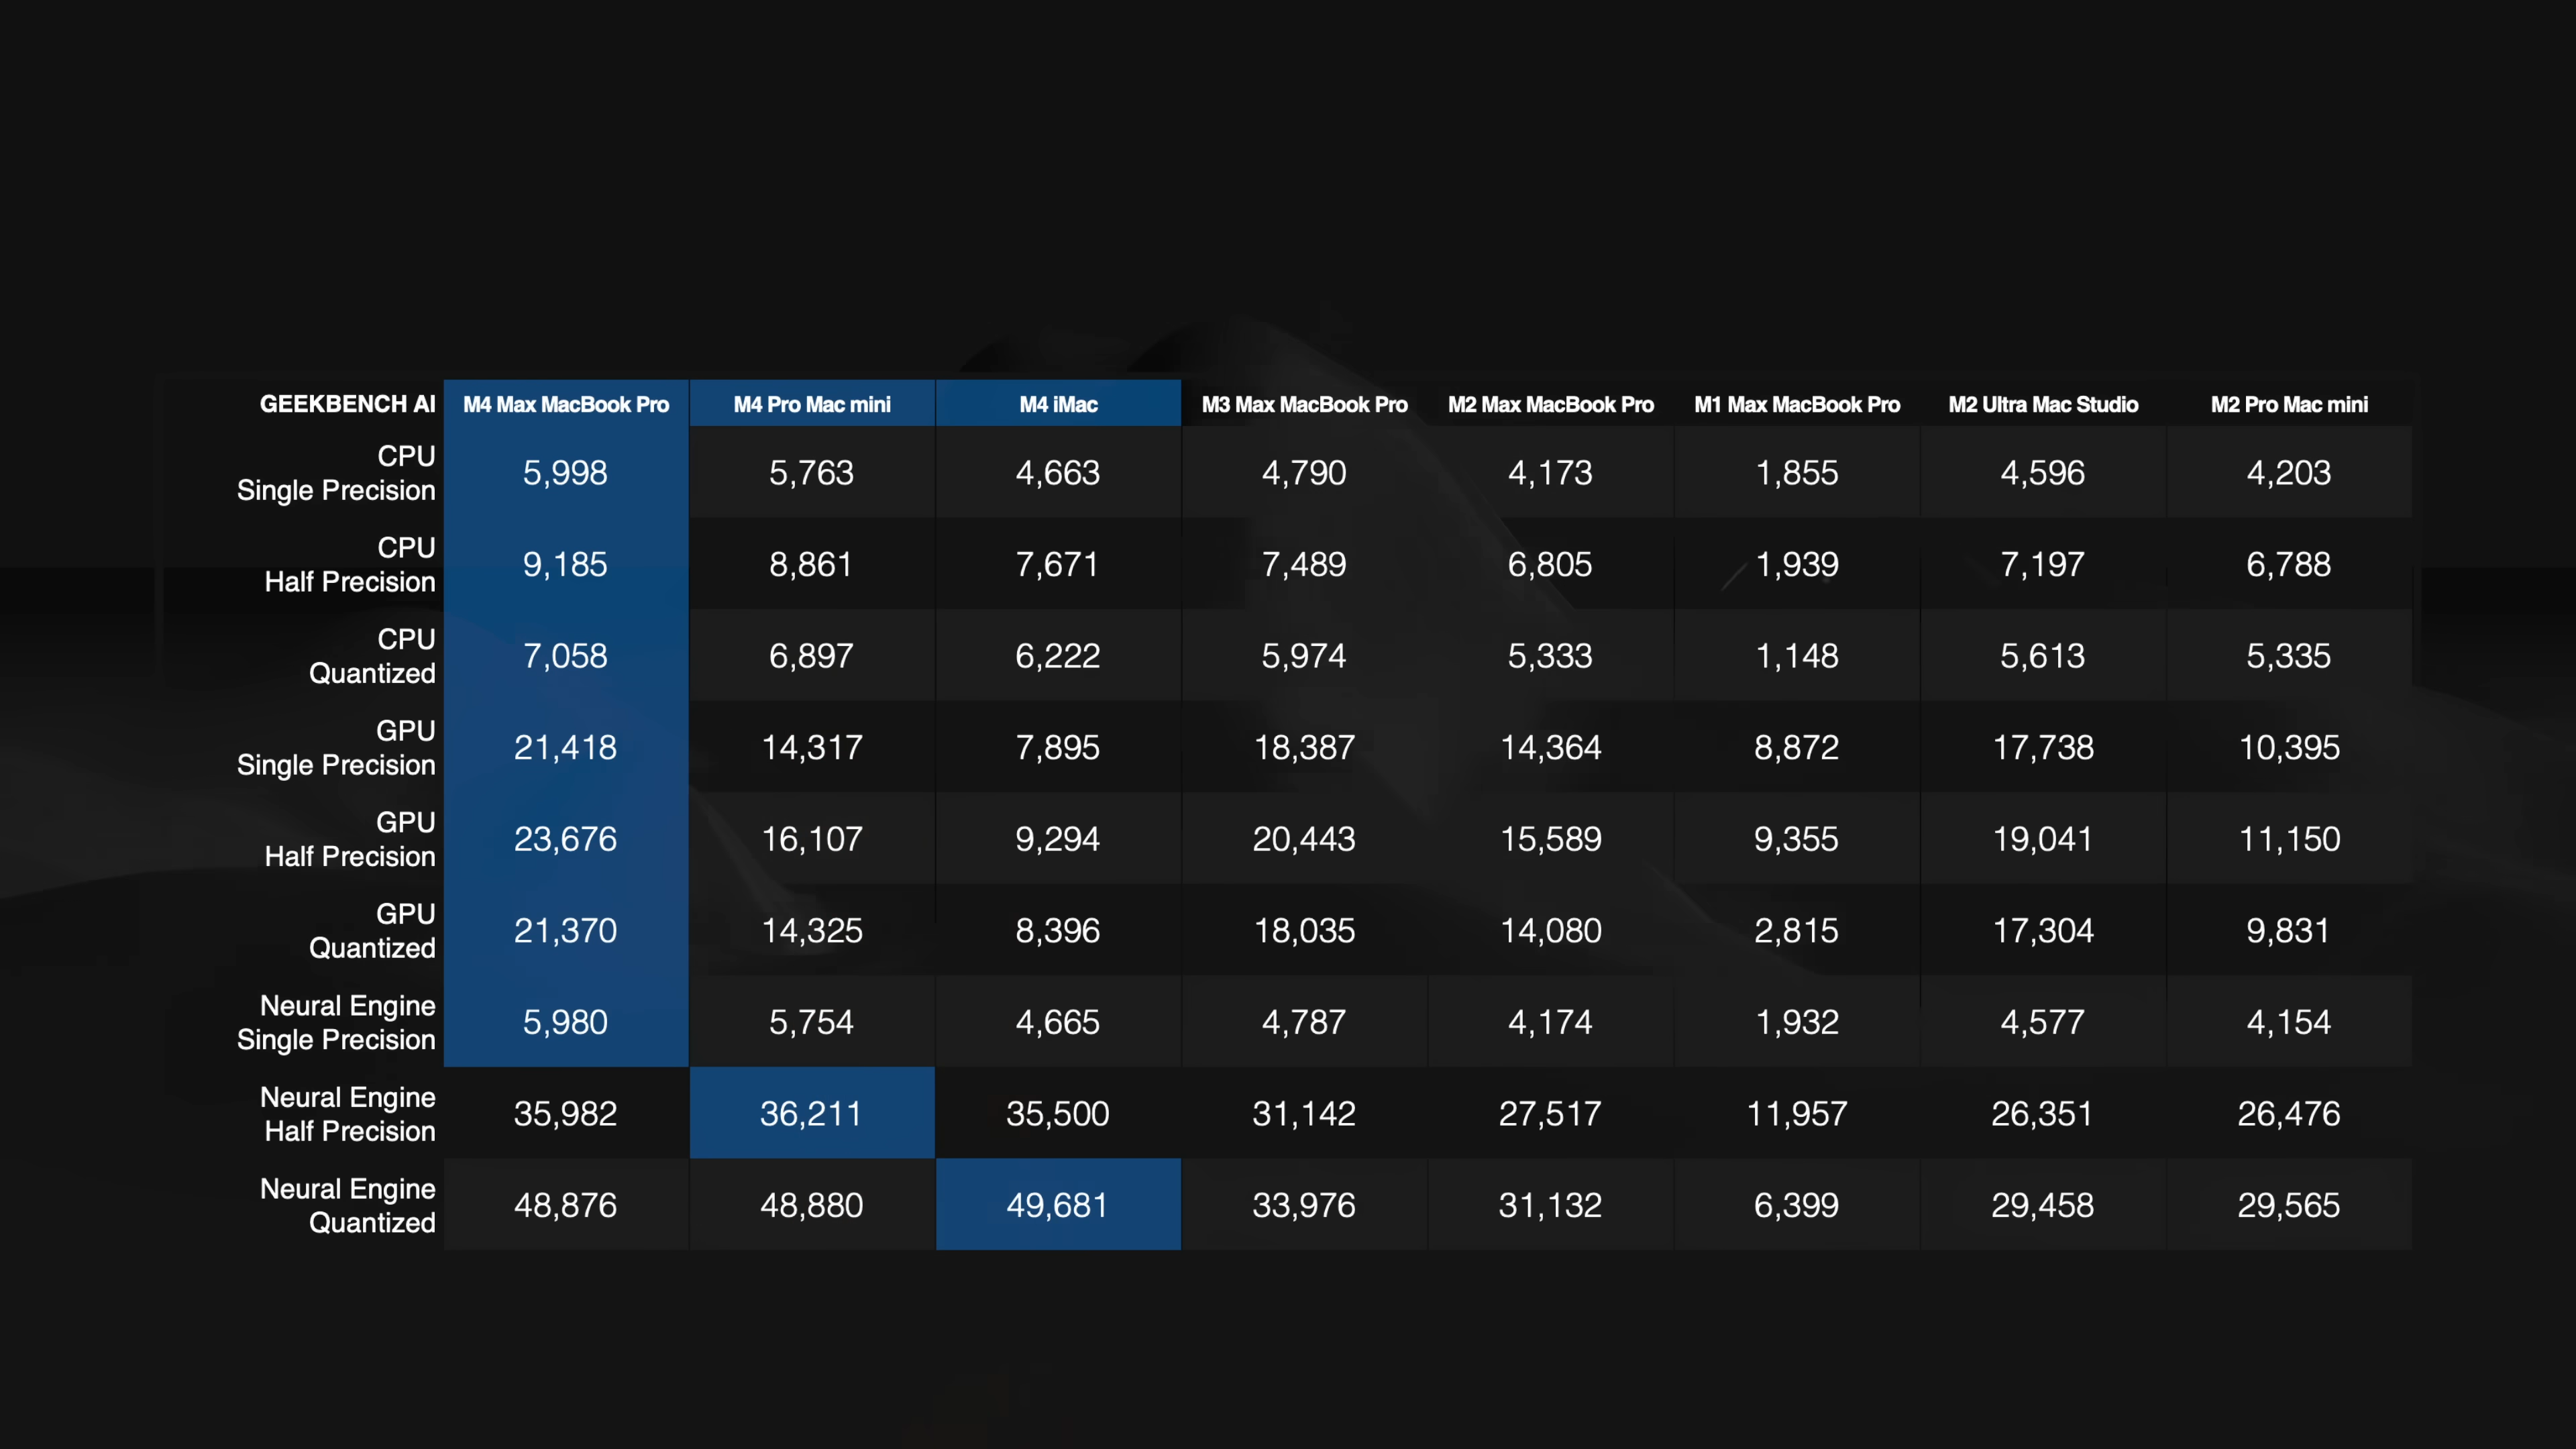 GEEKBENCH AI M4 Max MacBook Pro M4 Pro Mac mini M4 iMac M3 Max MacBook Pro M2 Max MacBook Pro M1 Max MacBook Pro M2 Ultra Mac Studio M2 Pro Mac mini
CPU
Single Precision
5,998 5,763 4,663 4,790 4,173 1,855 4,596 4,203
CPU
Half Precision
9,185 8,861 7,671 7,489 6,805 1,939 7,197 6,788
CPU
Quantized
7,058 6,897 6,222 5,974 5,333 1,148 5,613 5,335
GPU
Single Precision
21,418 14,317 7,895 18,387 14,364 8,872 17,738 10,395
GPU
Half Precision
23,676 16,107 9,294 20,443 15,589 9,355 19,041 11,150
GPU
Quantized
21,370 14,325 8,396 18,035 14,080 2,815 17,304 9,831
Neural Engine
Single Precision
5,980 5,754 4,665 4,787 4,174 1,932 4,577 4,154
Neural Engine
Half Precision
35,982 36,211 35,500 31,142 27,517 11,957 26,351 26,476
Neural Engine
Quantized
48,876 48,880 49,681 33,976 31,132 6,399 29,458 29,565